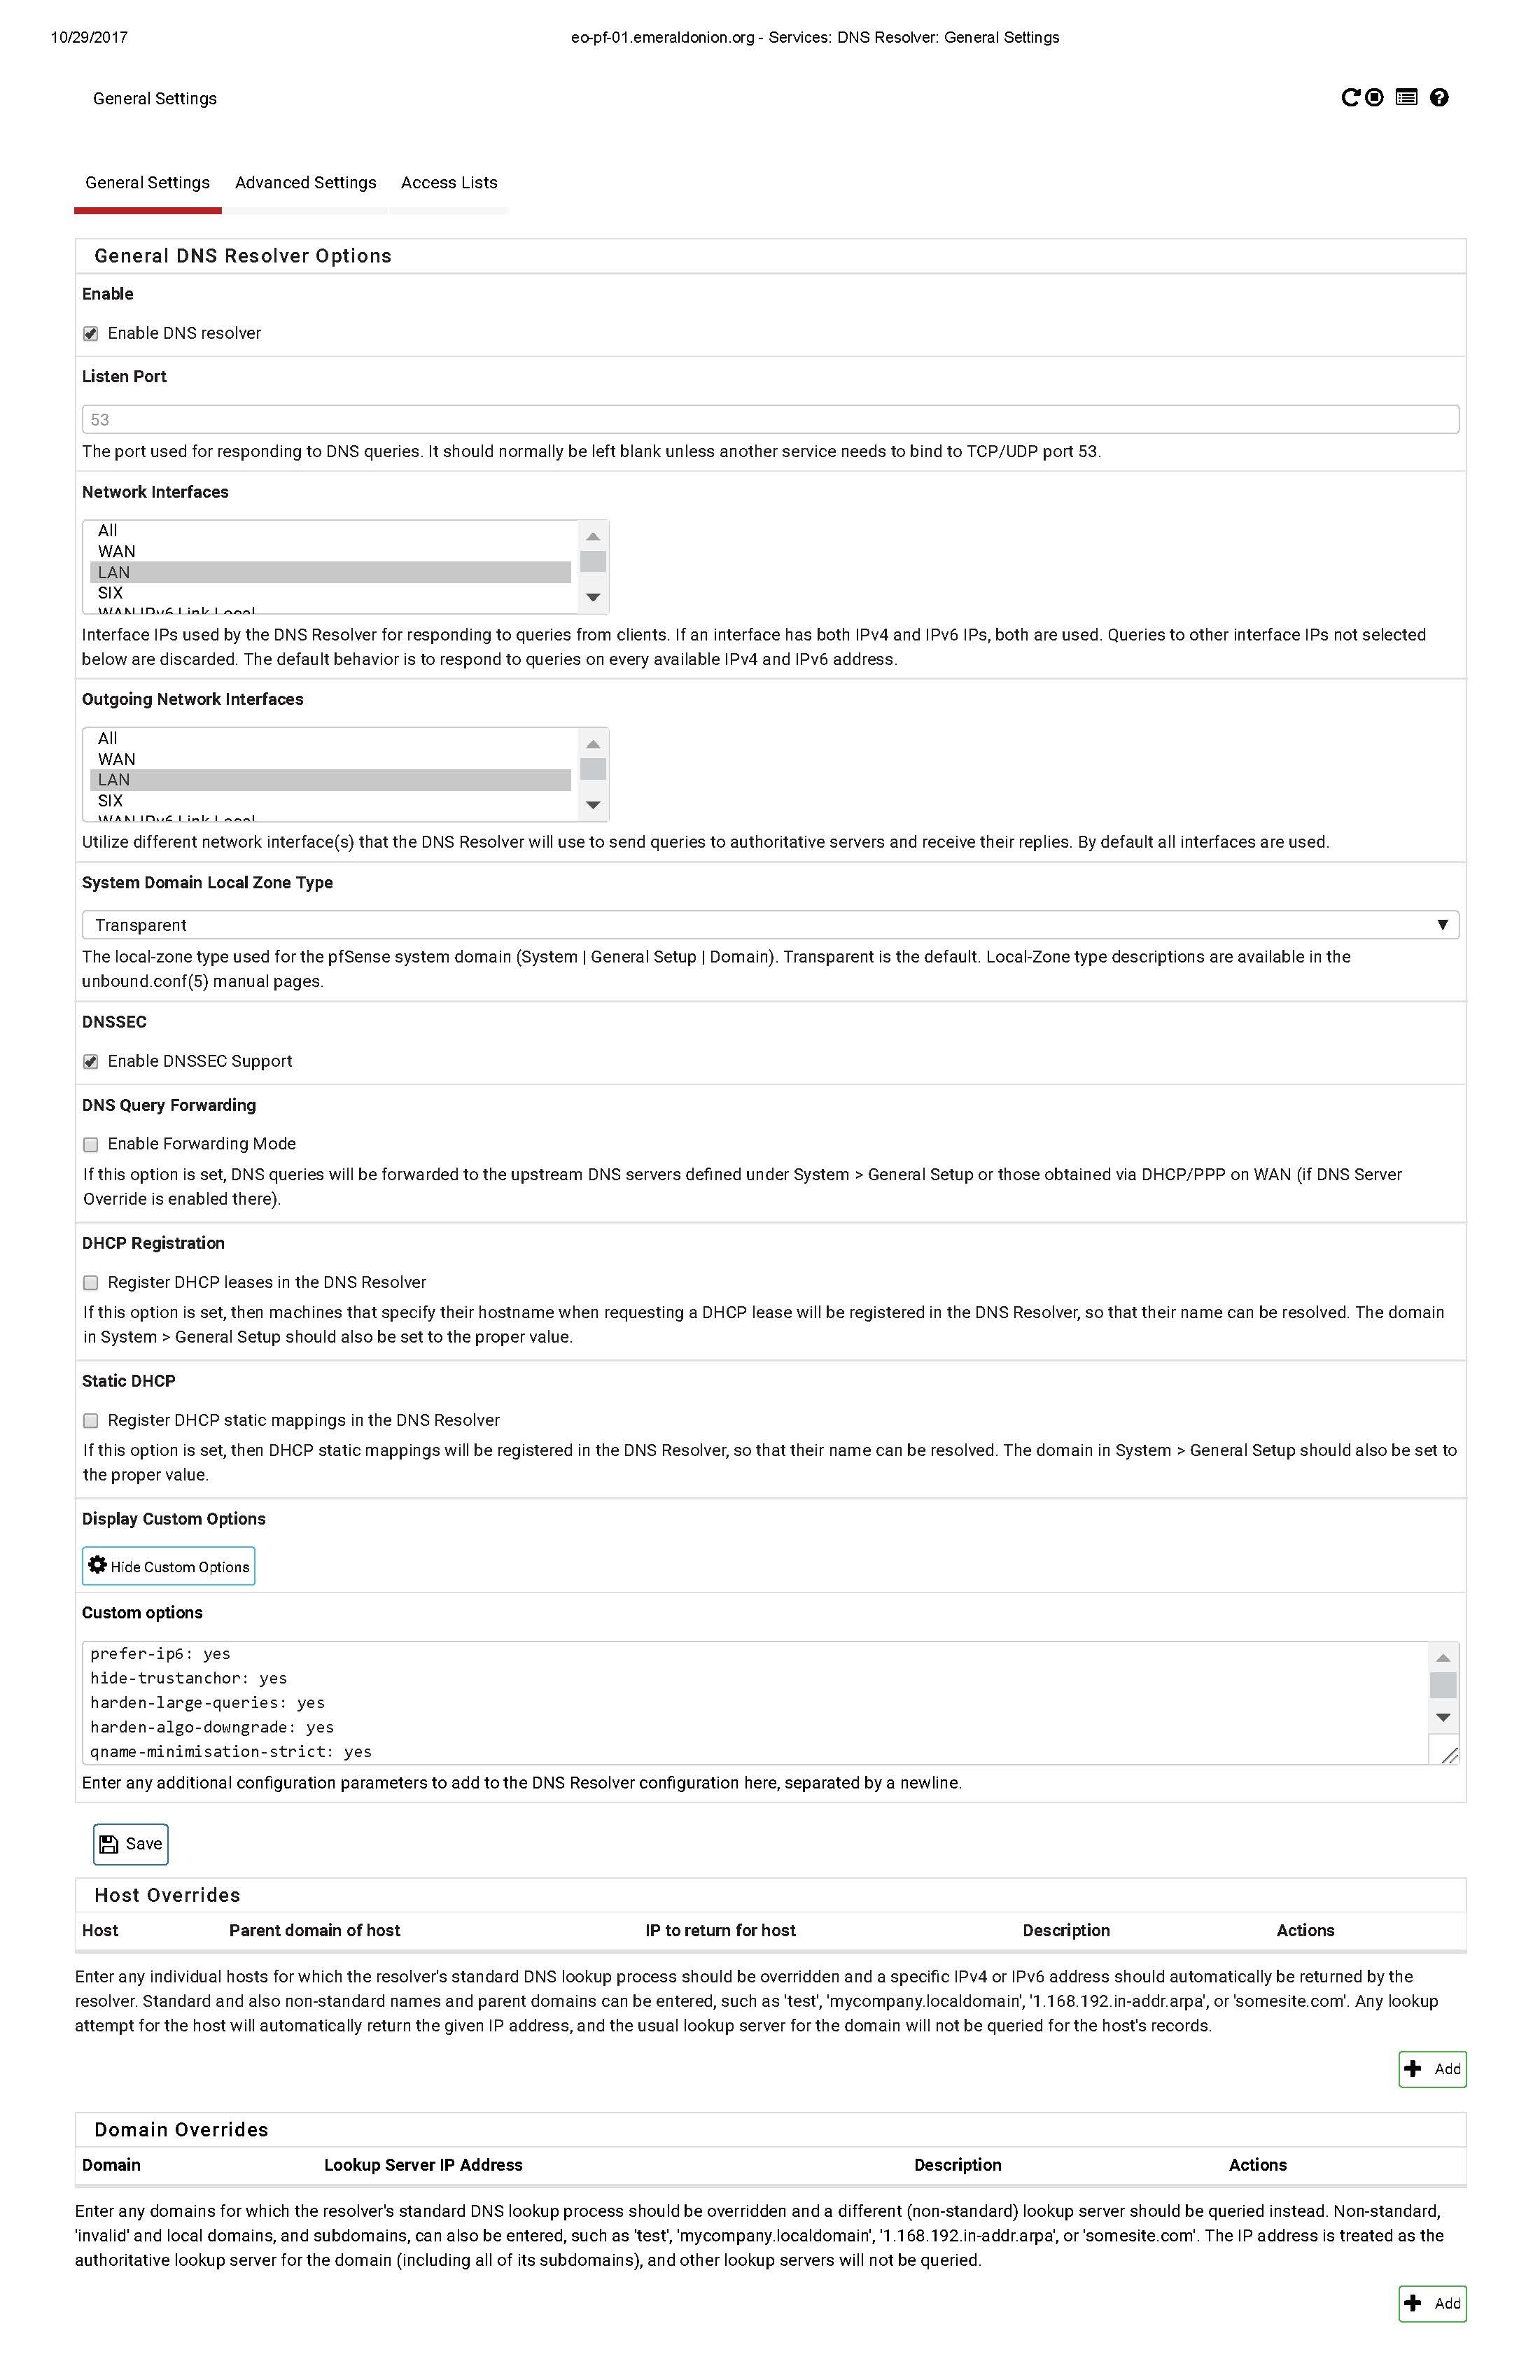 10/29/2017
eo-pf-01.emeraldonion.org - Services: DNS Resolver: General Settings
General Settings
General Settings
Advanced Settings
Access Lists
General DNS Resolver Options
Enable
Enable DNS resolver
Listen Port
53
The port used for responding to DNS queries. It should normally be left blank unless another service needs to bind to TCP/UDP port 53.
Network Interfaces
All
WAN
LAN
SIX
WAN IPv6 Link Local
Interface IPs used by the DNS Resolver for responding to queries from clients. If an interface has both IPv4 and IPv6 IPs, both are used. Queries to other interface IPs not selected
below are discarded. The default behavior is to respond to queries on every available IPv4 and IPv6 address.
Outgoing Network Interfaces
All
WAN
LAN
SIX
WAN IPv6 Link Local
Utilize different network interface(s) that the DNS Resolver will use to send queries to authoritative servers and receive their replies. By default all interfaces are used.
System Domain Local Zone Type
Transparent
The local-zone type used for the pfSense system domain (System | General Setup | Domain). Transparent is the default. Local-Zone type descriptions are available in the
unbound.conf(5) manual pages.
DNSSEC
Enable DNSSEC Support
DNS Query Forwarding
Enable Forwarding Mode
If this option is set, DNS queries will be forwarded to the upstream DNS servers defined under System > General Setup or those obtained via DHCP/PPP on WAN (if DNS Server
Override is enabled there).
DHCP Registration
Register DHCP leases in the DNS Resolver
If this option is set, then machines that specify their hostname when requesting a DHCP lease will be registered in the DNS Resolver, so that their name can be resolved. The domain
in System > General Setup should also be set to the proper value.
Static DHCP
Register DHCP static mappings in the DNS Resolver
If this option is set, then DHCP static mappings will be registered in the DNS Resolver, so that their name can be resolved. The domain in System > General Setup should also be set to
the proper value.
Display Custom Options
Hide Custom Options
Custom options
prefer-ip6: yes
hide-trustanchor: yes
harden-large-queries: yes
harden-algo-downgrade: yes
qname-minimisation-strict: yes
Enter any additional configuration parameters to add to the DNS Resolver configuration here, separated by a newline.
Save
Host Overrides
Host Parent domain of host IP to return for host Description Actions
Enter any individual hosts for which the resolver's standard DNS lookup process should be overridden and a specific IPv4 or IPv6 address should automatically be returned by the
resolver. Standard and also non-standard names and parent domains can be entered, such as 'test', 'mycompany.localdomain', '1.168.192.in-addr.arpa', or 'somesite.com'. Any lookup
attempt for the host will automatically return the given IP address, and the usual lookup server for the domain will not be queried for the host's records.
Add
Domain Overrides
Domain Lookup Server IP Address Description Actions
Enter any domains for which the resolver's standard DNS lookup process should be overridden and a different (non-standard) lookup server should be queried instead. Non-standard,
'invalid' and local domains, and subdomains, can also be entered, such as 'test', 'mycompany.localdomain', '1.168.192.in-addr.arpa', or 'somesite.com'. The IP address is treated as the
authoritative lookup server for the domain (including all of its subdomains), and other lookup servers will not be queried.
Add